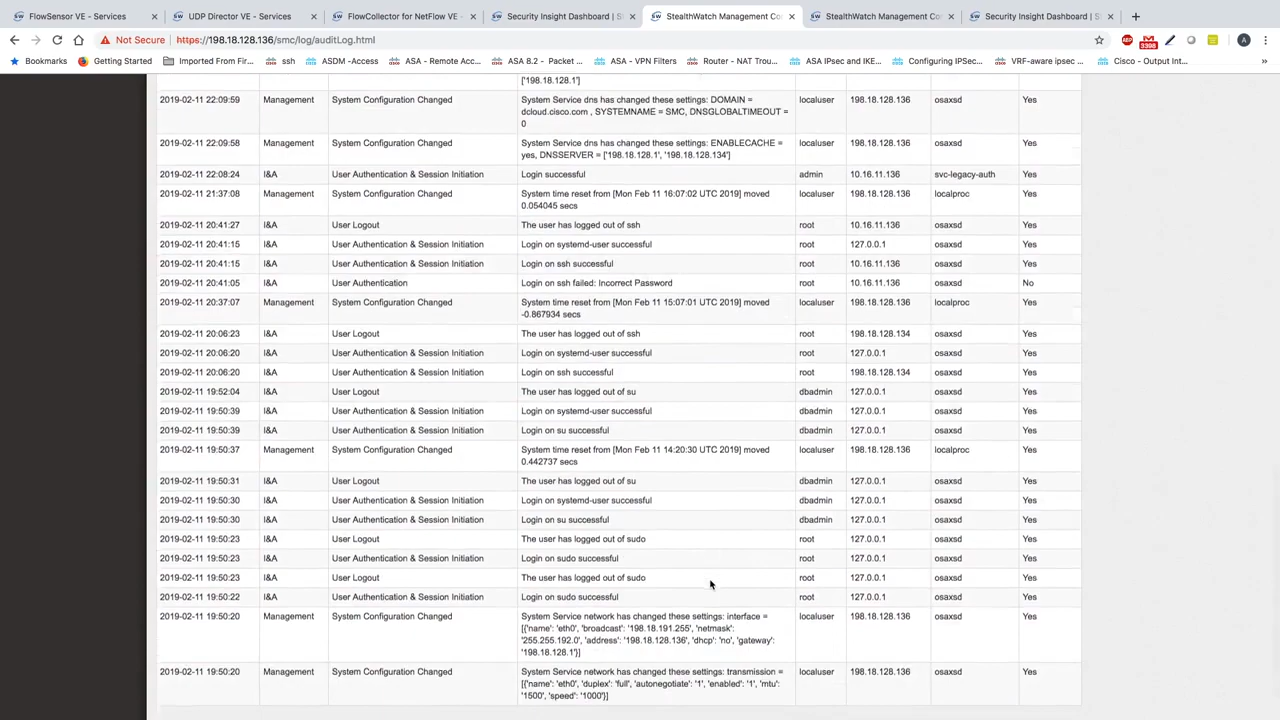 FlowSensor VE - Services
UDP Director VE - Services
FlowCollector for NetFlow VE -
Security Insight Dashboard | S
StealthWatch Management Co
StealthWatch Management Co
Security Insight Dashboard | S
Not Secure
https://198.18.128.136/smc/log/auditLog.html
ABP
3398
A
Bookmarks
Getting Started
Imported From Fir...
ssh
ASDM -Access
ASA - Remote Acc...
ASA 8.2 - Packet ...
ASA - VPN Filters
Router - NAT Trou...
ASA IPsec and IKE...
Configuring IPSec...
VRF-aware ipsec ...
Cisco - Output Int...
['198.18.128.1']
2019-02-11 22:09:59 Management System Configuration Changed System Service dns has changed these settings: DOMAIN = localuser 198.18.128.136 osaxsd Yes
dcloud.cisco.com , SYSTEMNAME = SMC, DNSGLOBALTIMEOUT =
0
2019-02-11 22:09:58 Management System Configuration Changed System Service dns has changed these settings: ENABLECACHE = localuser 198.18.128.136 osaxsd Yes
yes, DNSSERVER = ['198.18.128.1', '198.18.128.134']
2019-02-11 22:08:24 I&A User Authentication & Session Initiation Login successful admin 10.16.11.136 svc-legacy-auth Yes
2019-02-11 21:37:08 Management System Configuration Changed System time reset from [Mon Feb 11 16:07:02 UTC 2019] moved localuser 198.18.128.136 localproc Yes
0.054045 secs
2019-02-11 20:41:27 I&A User Logout The user has logged out of ssh root 10.16.11.136 osaxsd Yes
2019-02-11 20:41:15 I&A User Authentication & Session Initiation Login on systemd-user successful root 127.0.0.1 osaxsd Yes
2019-02-11 20:41:15 I&A User Authentication & Session Initiation Login on ssh successful root 10.16.11.136 osaxsd Yes
2019-02-11 20:41:05 I&A User Authentication Login on ssh failed: Incorrect Password root 10.16.11.136 osaxsd No
2019-02-11 20:37:07 Management System Configuration Changed System time reset from [Mon Feb 11 15:07:01 UTC 2019] moved localuser 198.18.128.136 localproc Yes
-0.867934 secs
2019-02-11 20:06:23 I&A User Logout The user has logged out of ssh root 198.18.128.134 osaxsd Yes
2019-02-11 20:06:20 I&A User Authentication & Session Initiation Login on systemd-user successful root 127.0.0.1 osaxsd Yes
2019-02-11 20:06:20 I&A User Authentication & Session Initiation Login on ssh successful root 198.18.128.134 osaxsd Yes
2019-02-11 19:52:04 I&A User Logout The user has logged out of su dbadmin 127.0.0.1 osaxsd Yes
2019-02-11 19:50:39 I&A User Authentication & Session Initiation Login on systemd-user successful dbadmin 127.0.0.1 osaxsd Yes
2019-02-11 19:50:39 I&A User Authentication & Session Initiation Login on su successful dbadmin 127.0.0.1 osaxsd Yes
2019-02-11 19:50:37 Management System Configuration Changed System time reset from [Mon Feb 11 14:20:30 UTC 2019] moved localuser 198.18.128.136 localproc Yes
0.442737 secs
2019-02-11 19:50:31 I&A User Logout The user has logged out of su dbadmin 127.0.0.1 osaxsd Yes
2019-02-11 19:50:30 I&A User Authentication & Session Initiation Login on systemd-user successful dbadmin 127.0.0.1 osaxsd Yes
2019-02-11 19:50:30 I&A User Authentication & Session Initiation Login on su successful dbadmin 127.0.0.1 osaxsd Yes
2019-02-11 19:50:23 I&A User Logout The user has logged out of sudo root 127.0.0.1 osaxsd Yes
2019-02-11 19:50:23 I&A User Authentication & Session Initiation Login on sudo successful root 127.0.0.1 osaxsd Yes
2019-02-11 19:50:23 I&A User Logout The user has logged out of sudo root 127.0.0.1 osaxsd Yes
2019-02-11 19:50:22 I&A User Authentication & Session Initiation Login on sudo successful root 127.0.0.1 osaxsd Yes
2019-02-11 19:50:20 Management System Configuration Changed System Service network has changed these settings: interface = localuser 198.18.128.136 osaxsd Yes
[{'name': 'eth0', 'broadcast': '198.18.191.255', 'netmask':
'255.255.192.0', 'address': '198.18.128.136', 'dhcp': 'no', 'gateway':
'198.18.128.1'}]
2019-02-11 19:50:20 Management System Configuration Changed System Service network has changed these settings: transmission = localuser 198.18.128.136 osaxsd Yes
[{'name': 'eth0', 'duplex': 'full', 'autonegotiate': '1', 'enabled': '1', 'mtu':
'1500', 'speed': '1000'}]